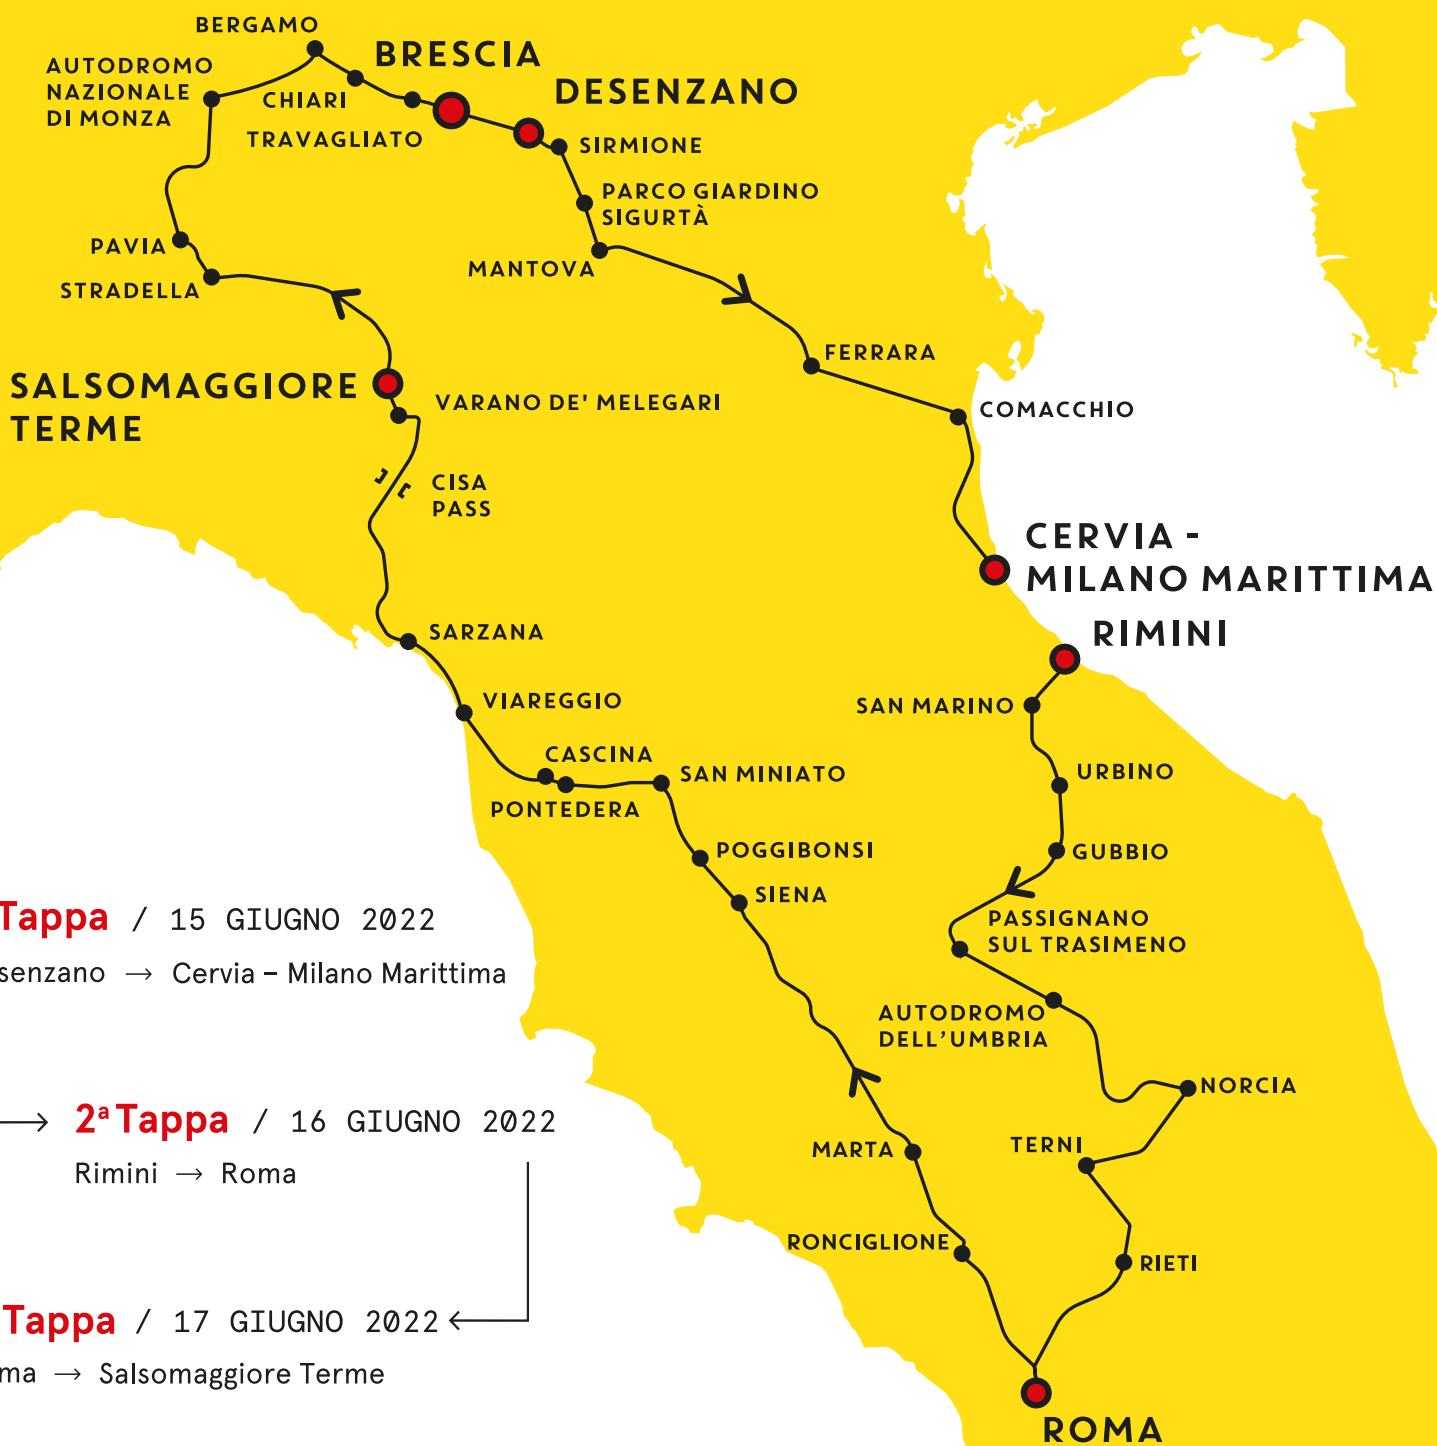 BERGAMO
BRESCIA
AUTODROMO
NAZIONALE
DI MONZA
CHIARI
TRAVAGLIATO
DESENZANO
SIRMIONE
PARCO GIARDINO
SIGURTÀ
PAVIA
MANTOVA
STRADELLA
FERRARA
SALSOMAGGIORE
TERME
VARANO DE' MELEGARI
COMACCHIO
CISA
PASS
CERVIA -
MILANO MARITTIMA
RIMINI
SARZANA
VIAREGGIO
SAN MARINO
CASCINA
SAN MINIATO
URBINO
PONTEDERA
POGGIBONSI
GUBBIO
SIENA
PASSIGNANO
SUL TRASIMENO
AUTODROMO
DELL'UMBRIA
NORCIA
MARTA
TERNI
RONCIGLIONE
RIETI
ROMA
Tappa / 15 GIUGNO 2022
senzano → Cervia – Milano Marittima
→ 2ª Tappa / 16 GIUGNO 2022
Rimini → Roma
Tappa / 17 GIUGNO 2022 ←
ma → Salsomaggiore Terme